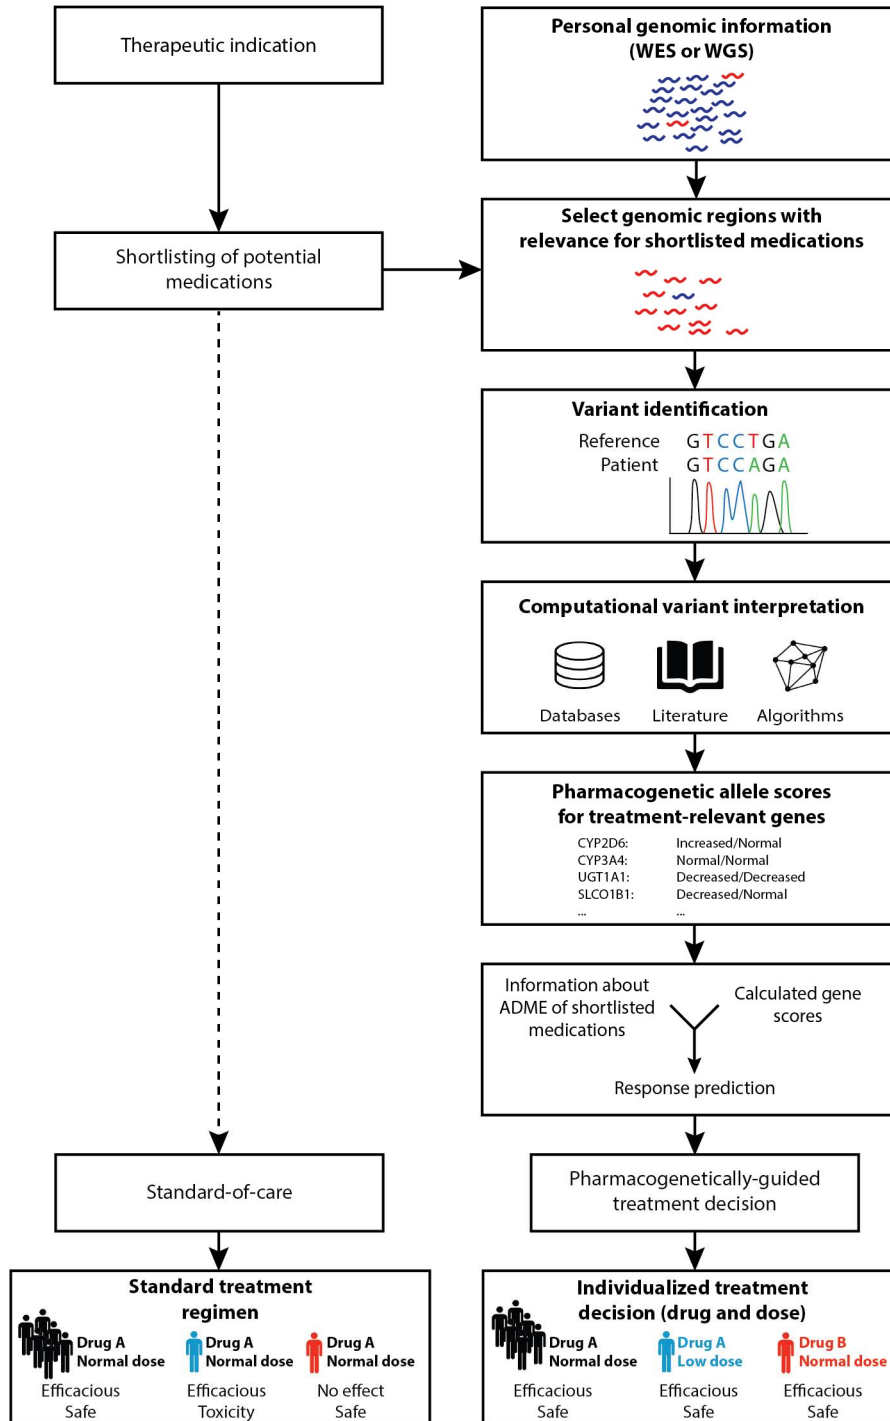 Therapeutic indication
Personal genomic information
(WES or WGS)
Shortlisting of potential
medications
Select genomic regions with
relevance for shortlisted medications
Variant identification
Reference GTCCTGA
Patient GTCCAGA
Computational variant interpretation
Databases Literature Algorithms
Pharmacogenetic allele scores
for treatment-relevant genes
CYP2D6: Increased/Normal
CYP3A4: Normal/Normal
UGT1A1: Decreased/Decreased
SLCO1B1: Decreased/Normal
... ...
Information about
ADME of shortlisted
medications
Calculated gene
scores
Response prediction
Standard-of-care
Pharmacogenetically-guided
treatment decision
Standard treatment
regimen
Drug A
Normal dose
Efficacious
Safe
Drug A
Normal dose
Efficacious
Toxicity
Drug A
Normal dose
No effect
Safe
Individualized treatment
decision (drug and dose)
Drug A
Normal dose
Efficacious
Safe
Drug A
Low dose
Efficacious
Safe
Drug B
Normal dose
Efficacious
Safe